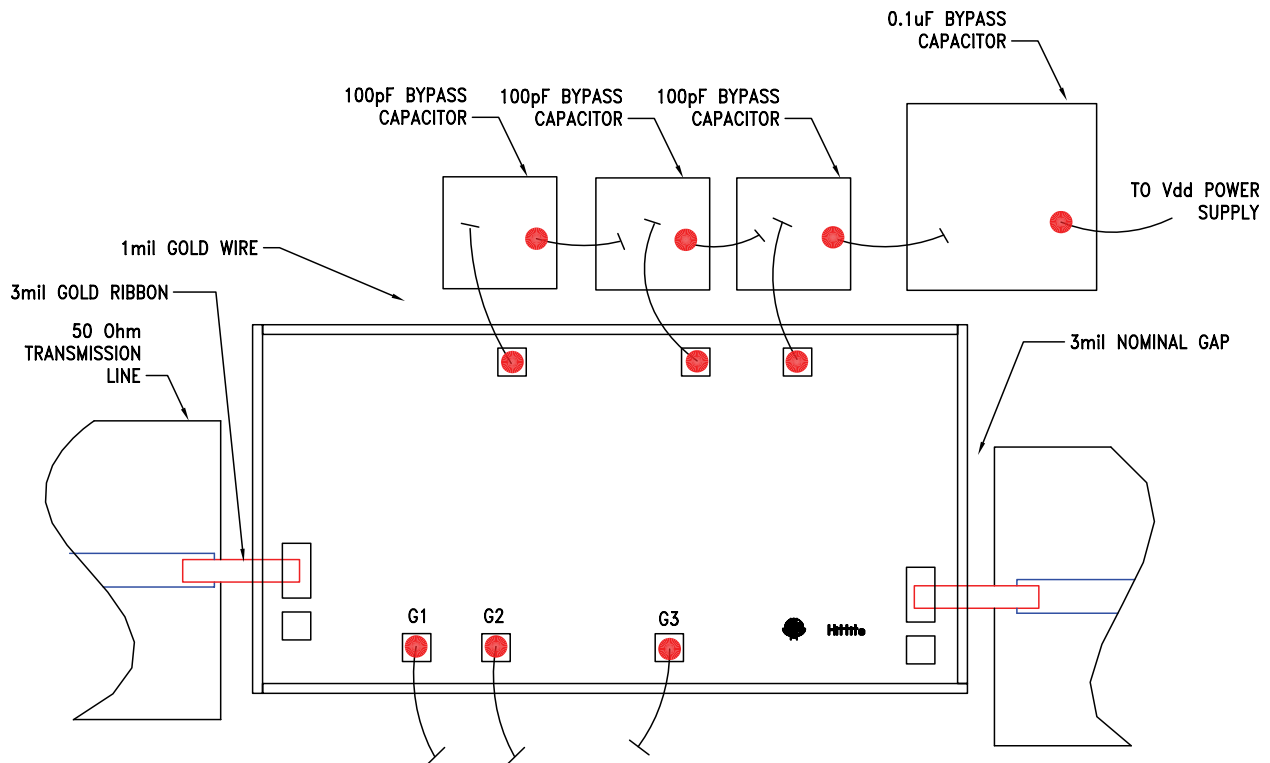 0.1uF BYPASS
CAPACITOR
100pF BYPASS
CAPACITOR
100pF BYPASS
CAPACITOR
100pF BYPASS
CAPACITOR
TO Vdd POWER
SUPPLY
1mil GOLD WIRE
3mil GOLD RIBBON
50 Ohm
TRANSMISSION
LINE
3mil NOMINAL GAP
G1
G2
G3
Hittite